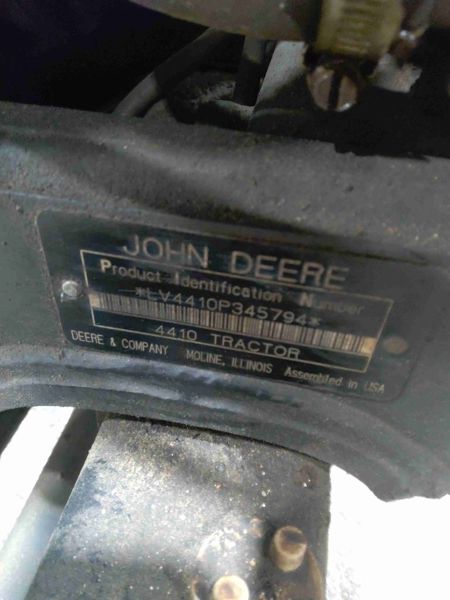 JOHN DEERE
Product Identification Number
*LV4410P345794*
4410 TRACTOR
DEERE & COMPANY MOLINE, ILLINOIS Assembled in USA